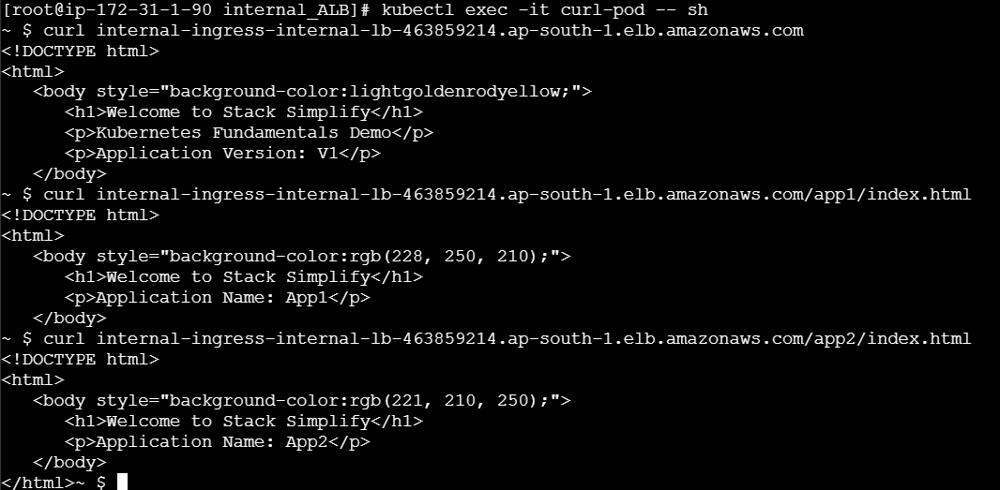 [root@ip-172-31-1-90 internal_ALB]# kubectl exec -it curl-pod -- sh
~ $ curl internal-ingress-internal-lb-463859214.ap-south-1.elb.amazonaws.com
<!DOCTYPE html>
<html>
   <body style="background-color:lightgoldenrodyellow;">
      <h1>Welcome to Stack Simplify</h1>
      <p>Kubernetes Fundamentals Demo</p>
      <p>Application Version: V1</p>
   </body>
~ $ curl internal-ingress-internal-lb-463859214.ap-south-1.elb.amazonaws.com/app1/index.html
<!DOCTYPE html>
<html>
   <body style="background-color:rgb(228, 250, 210);">
      <h1>Welcome to Stack Simplify</h1>
      <p>Application Name: App1</p>
   </body>
~ $ curl internal-ingress-internal-lb-463859214.ap-south-1.elb.amazonaws.com/app2/index.html
<!DOCTYPE html>
<html>
   <body style="background-color:rgb(221, 210, 250);">
      <h1>Welcome to Stack Simplify</h1>
      <p>Application Name: App2</p>
   </body>
</html>~ $